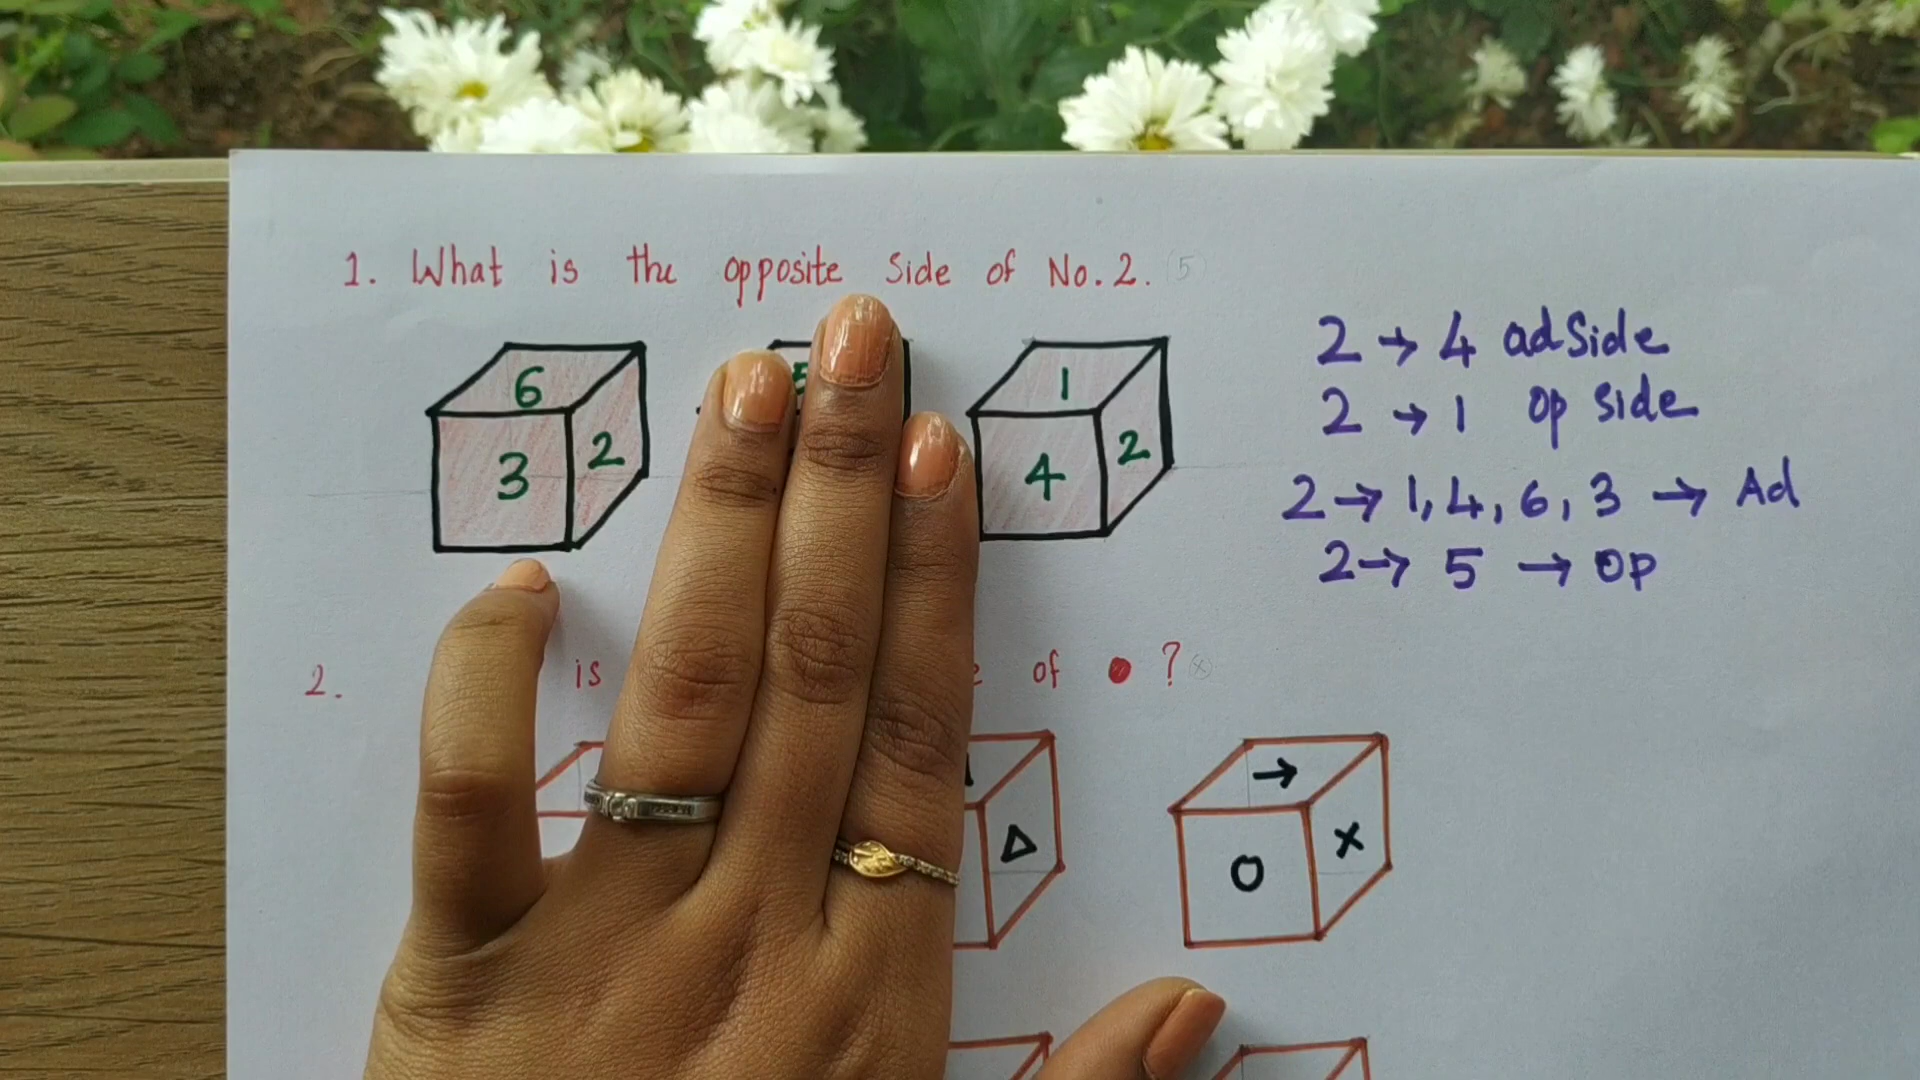 1. What is the opposite Side of No.2. (5)
6
3
2
5
1
4
2
2 → 4 adside
2 → 1 Op side
2 → 1, 4, 6, 3 → Ad
2 → 5 → Op
2. is of ● ? (x)
Δ
→
O
x